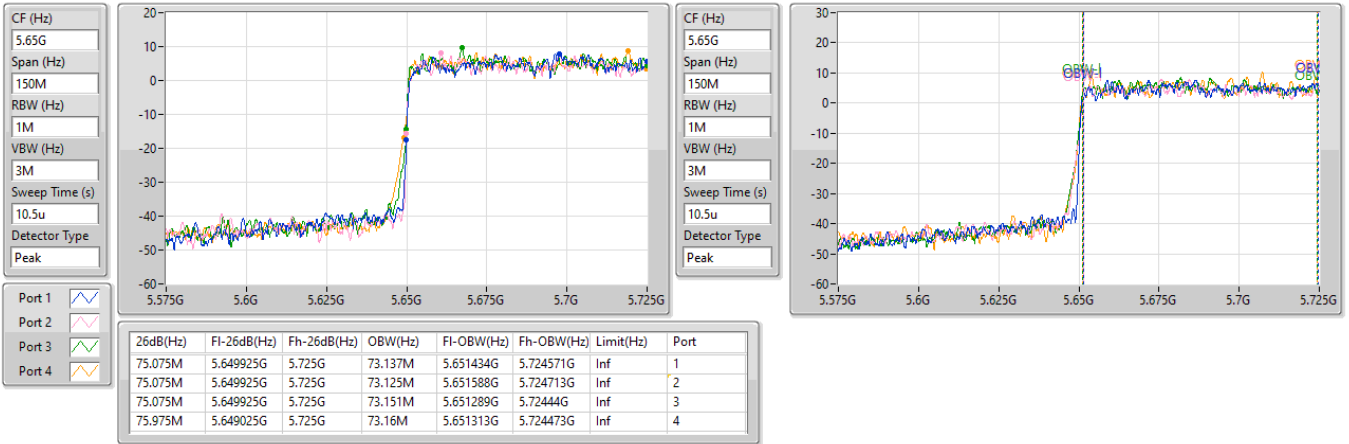 CF (Hz)
5.65G
Span (Hz)
150M
RBW (Hz)
1M
VBW (Hz)
3M
Sweep Time (s)
10.5u
Detector Type
Peak
20
10
0
-10
-20
-30
-40
-50
-60
5.575G 5.6G 5.625G 5.65G 5.675G 5.7G 5.725G
CF (Hz)
5.65G
Span (Hz)
150M
RBW (Hz)
1M
VBW (Hz)
3M
Sweep Time (s)
10.5u
Detector Type
Peak
30
20
10
0
-10
-20
-30
-40
-50
-60
OBW-l
OBV
OBV
5.575G 5.6G 5.625G 5.65G 5.675G 5.7G 5.725G
Port 1
Port 2
Port 3
Port 4
26dB(Hz) Fl-26dB(Hz) Fh-26dB(Hz) OBW(Hz) Fl-OBW(Hz) Fh-OBW(Hz) Limit(Hz) Port
75.075M 5.649925G 5.725G 73.137M 5.651434G 5.724571G Inf 1
75.075M 5.649925G 5.725G 73.125M 5.651588G 5.724713G Inf 2
75.075M 5.649925G 5.725G 73.151M 5.651289G 5.72444G Inf 3
75.975M 5.649025G 5.725G 73.16M 5.651313G 5.724473G Inf 4